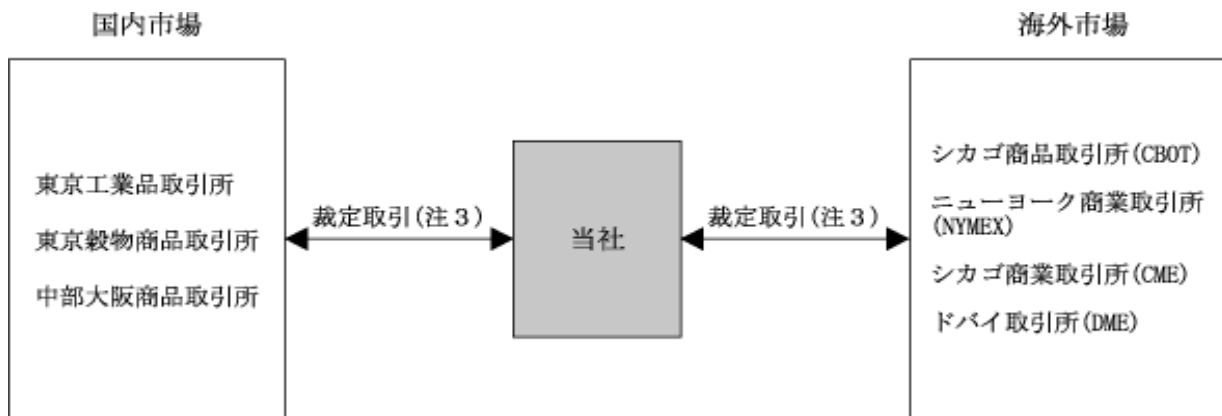 国内市場
海外市場
東京工業品取引所
東京穀物商品取引所
中部大阪商品取引所
裁定取引(注３)
当社
裁定取引(注３)
シカゴ商品取引所(CBOT)
ニューヨーク商業取引所
(NYMEX)
シカゴ商業取引所(CME)
ドバイ取引所(DME)